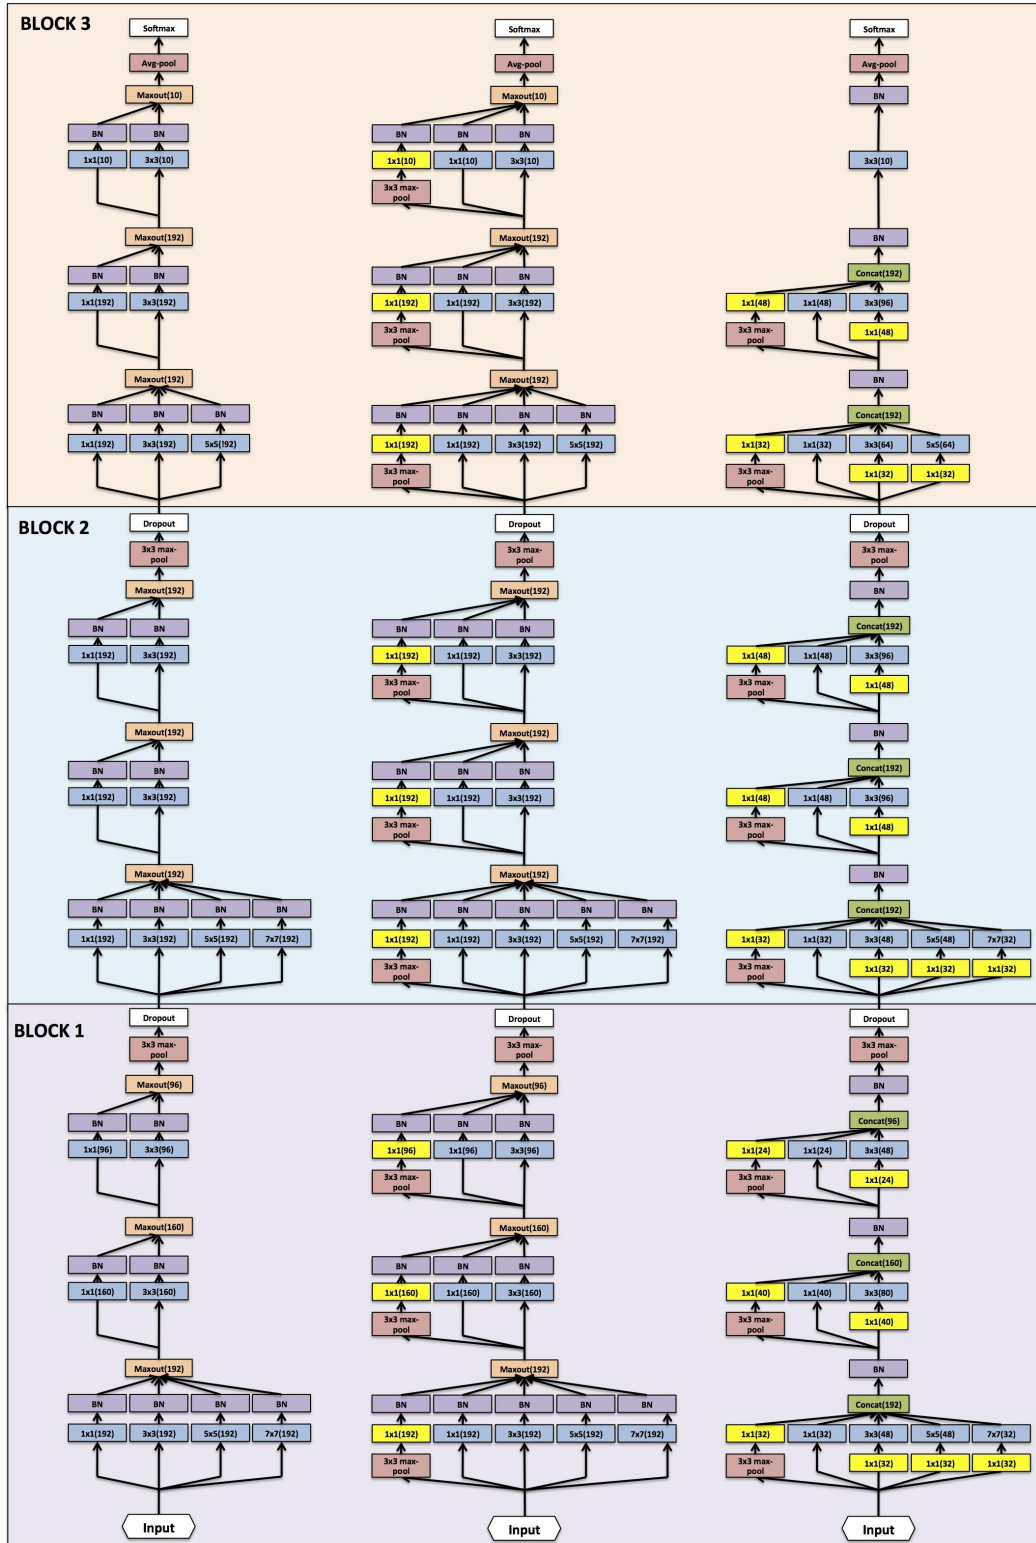 BLOCK 3
Softmax Softmax Softmax
Avg-pool Avg-pool Avg-pool
Maxout(10) Maxout(10) BN
BN BN BN BN BN
1x1(10) 3x3(10) 1x1(10) 1x1(10) 3x3(10) 3x3(10)
3x3 max-
pool
Maxout(192) Maxout(192) BN
BN BN BN BN BN Concat(192)
1x1(192) 3x3(192) 1x1(192) 1x1(192) 3x3(192) 1x1(48) 1x1(48) 3x3(96)
3x3 max-
pool
3x3 max-
pool
1x1(48)
Maxout(192) Maxout(192) BN
BN BN BN BN BN BN BN Concat(192)
1x1(192) 3x3(192) 5x5(!92) 1x1(192) 1x1(192) 3x3(192) 5x5(192) 1x1(32) 1x1(32) 3x3(64) 5x5(64)
3x3 max-
pool
3x3 max-
pool
1x1(32) 1x1(32)
BLOCK 2
Dropout Dropout Dropout
3x3 max-
pool
3x3 max-
pool
3x3 max-
pool
Maxout(192) Maxout(192) BN
BN BN BN BN BN Concat(192)
1x1(192) 3x3(192) 1x1(192) 1x1(192) 3x3(192) 1x1(48) 1x1(48) 3x3(96)
3x3 max-
pool
3x3 max-
pool
1x1(48)
Maxout(192) Maxout(192) BN
BN BN BN BN BN Concat(192)
1x1(192) 3x3(192) 1x1(192) 1x1(192) 3x3(192) 1x1(48) 1x1(48) 3x3(96)
3x3 max-
pool
3x3 max-
pool
1x1(48)
Maxout(192) Maxout(192) BN
BN BN BN BN BN BN BN BN BN Concat(192)
1x1(192) 3x3(192) 5x5(192) 7x7(192) 1x1(192) 1x1(192) 3x3(192) 5x5(192) 7x7(192) 1x1(32) 1x1(32) 3x3(48) 5x5(48) 7x7(32)
3x3 max-
pool
3x3 max-
pool
1x1(32) 1x1(32) 1x1(32)
BLOCK 1
Dropout Dropout Dropout
3x3 max-
pool
3x3 max-
pool
3x3 max-
pool
Maxout(96) Maxout(96) BN
BN BN BN BN BN Concat(96)
1x1(96) 3x3(96) 1x1(96) 1x1(96) 3x3(96) 1x1(24) 1x1(24) 3x3(48)
3x3 max-
pool
3x3 max-
pool
1x1(24)
Maxout(160) Maxout(160) BN
BN BN BN BN BN Concat(160)
1x1(160) 3x3(160) 1x1(160) 1x1(160) 3x3(160) 1x1(40) 1x1(40) 3x3(80)
3x3 max-
pool
3x3 max-
pool
1x1(40)
Maxout(192) Maxout(192) BN
BN BN BN BN BN BN BN BN BN Concat(192)
1x1(192) 3x3(192) 5x5(192) 7x7(192) 1x1(192) 1x1(192) 3x3(192) 5x5(192) 7x7(192) 1x1(32) 1x1(32) 3x3(48) 5x5(48) 7x7(32)
3x3 max-
pool
3x3 max-
pool
1x1(32) 1x1(32) 1x1(32)
Input Input Input